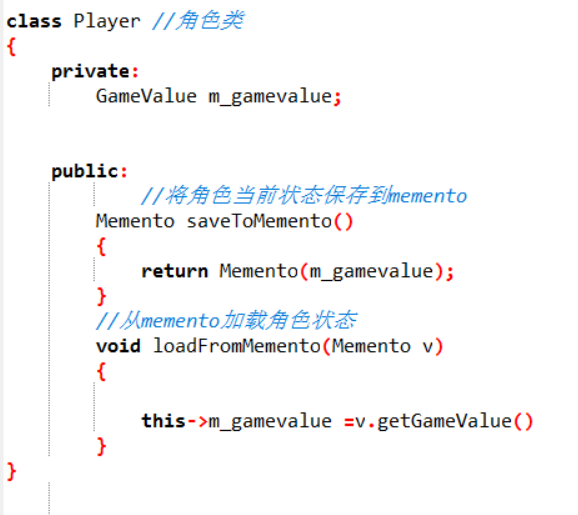 class Player //角色类
{
private:
GameValue m_gamevalue;
public:
//将角色当前状态保存到memento
Memento saveToMemento()
{
return Memento(m_gamevalue);
}
//从memento加载角色状态
void loadFromMemento(Memento v)
{
this->m_gamevalue =v.getGameValue()
}
}